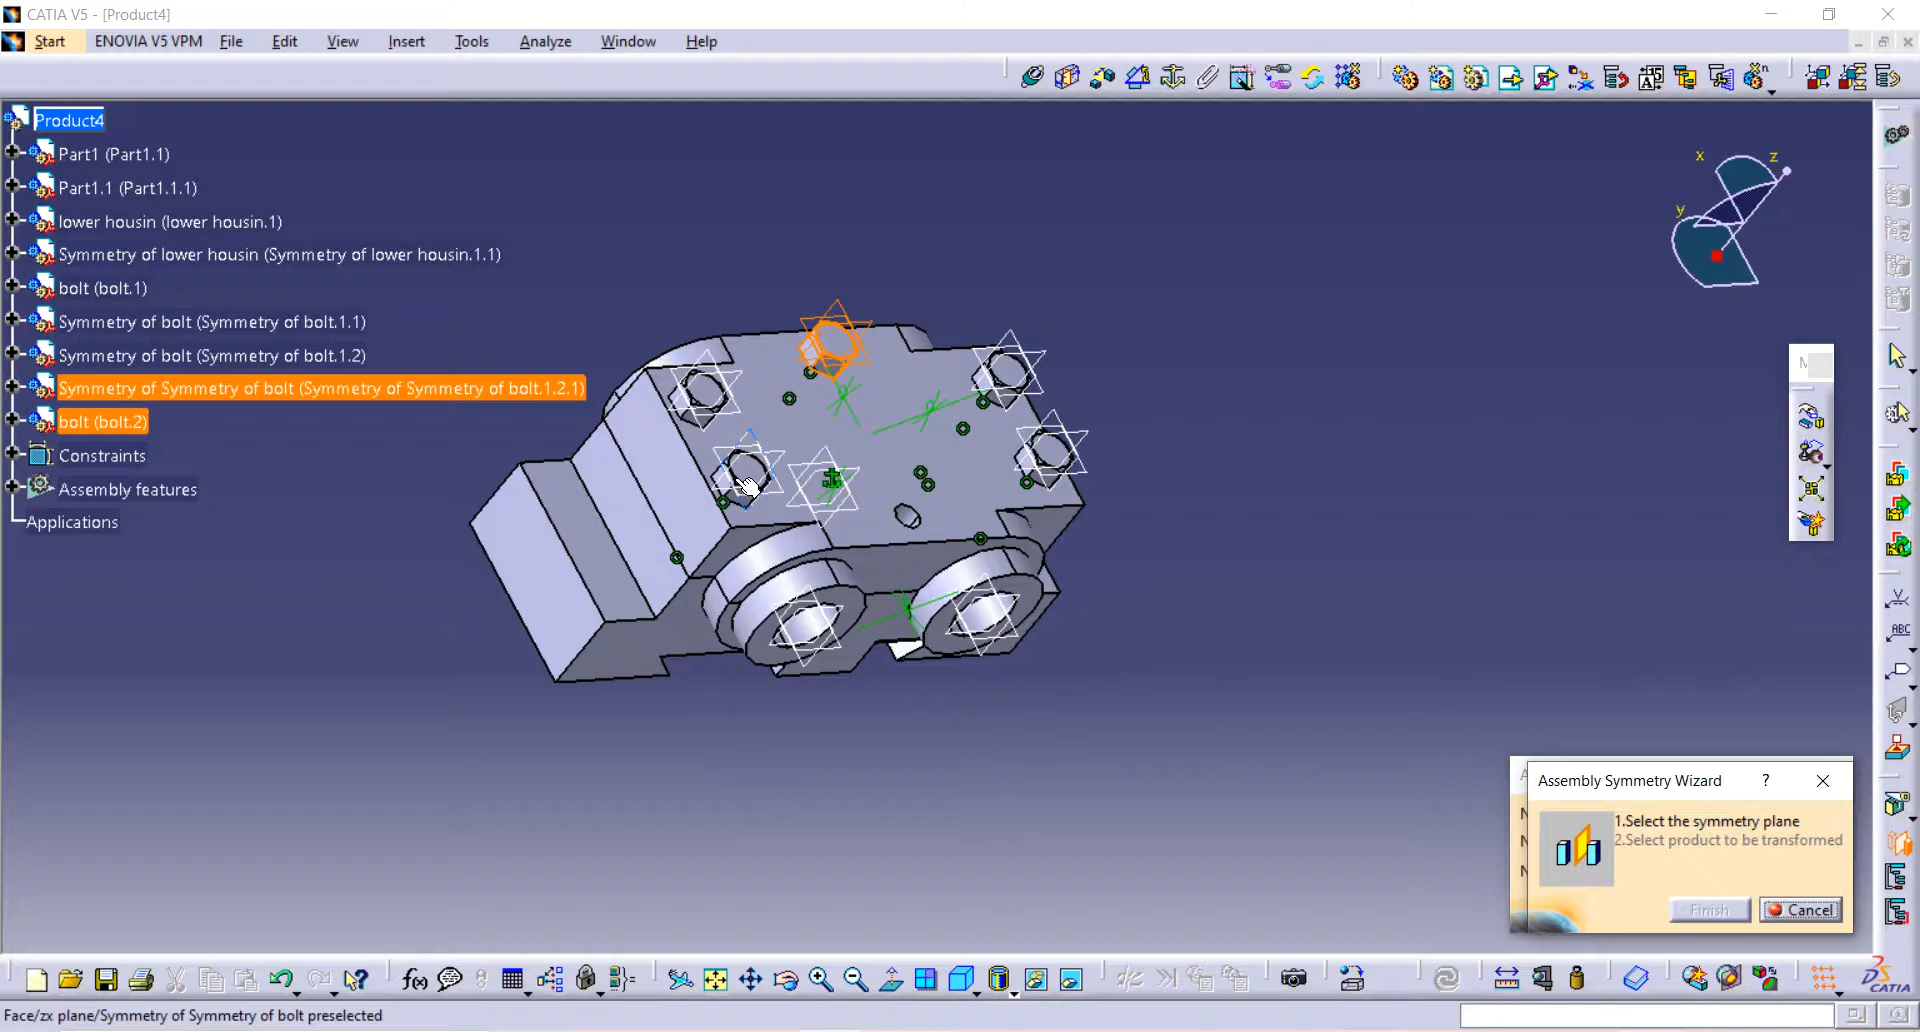 CATIA V5 - [Product4]
Start ENOVIA V5 VPM File Edit View Insert Tools Analyze Window Help
Product4
Part1 (Part1.1)
Part1.1 (Part1.1.1)
lower housin (lower housin.1)
Symmetry of lower housin (Symmetry of lower housin.1.1)
bolt (bolt.1)
Symmetry of bolt (Symmetry of bolt.1.1)
Symmetry of bolt (Symmetry of bolt.1.2)
Symmetry of Symmetry of bolt (Symmetry of Symmetry of bolt.1.2.1)
bolt (bolt.2)
Constraints
Assembly features
Applications
x
z
y
ABC
Assembly Symmetry Wizard
1.Select the symmetry plane
2.Select product to be transformed
Finish Cancel
f(x)
CATIA
Face/zx plane/Symmetry of Symmetry of bolt preselected